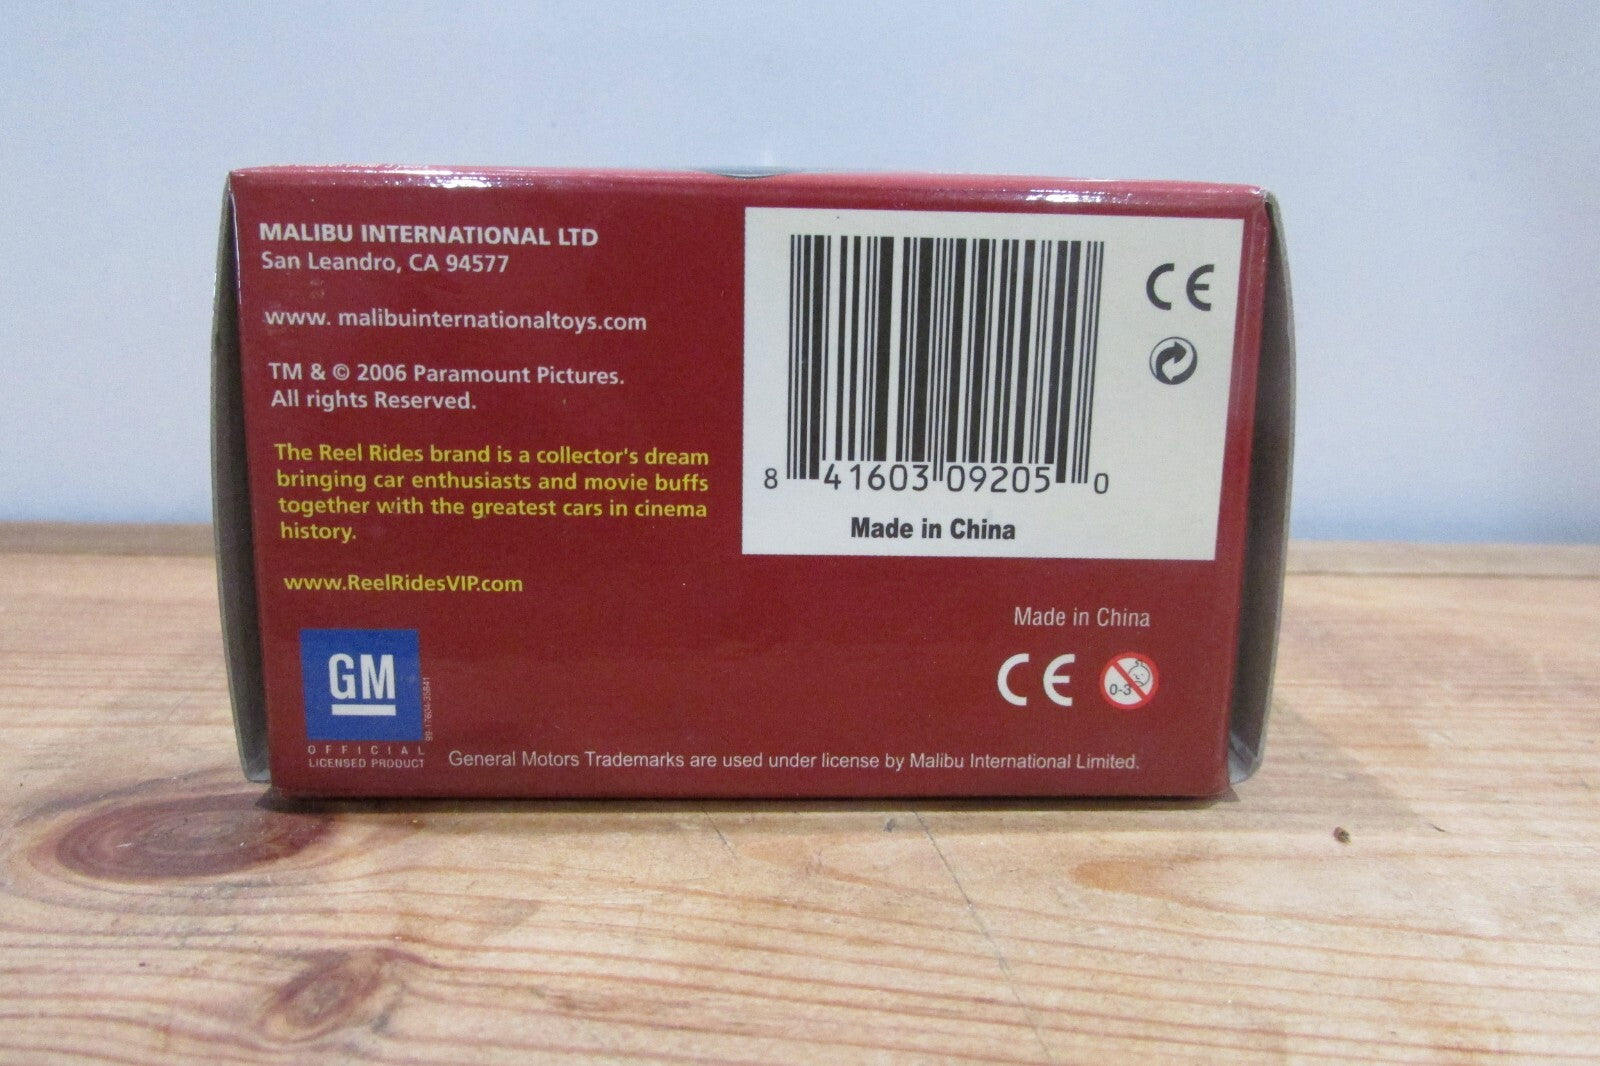 MALIBU INTERNATIONAL LTD
San Leandro, CA 94577
www. malibuinternationaltoys.com
TM & © 2006 Paramount Pictures.
All rights Reserved.
The Reel Rides brand is a collector's dream
bringing car enthusiasts and movie buffs
together with the greatest cars in cinema
history.
www.ReelRidesVIP.com
GM
99-17604-35841
OFFICIAL
LICENSED PRODUCT
General Motors Trademarks are used under license by Malibu International Limited.
8 41603 09205 0
Made in China
CE
Made in China
CE
0-3